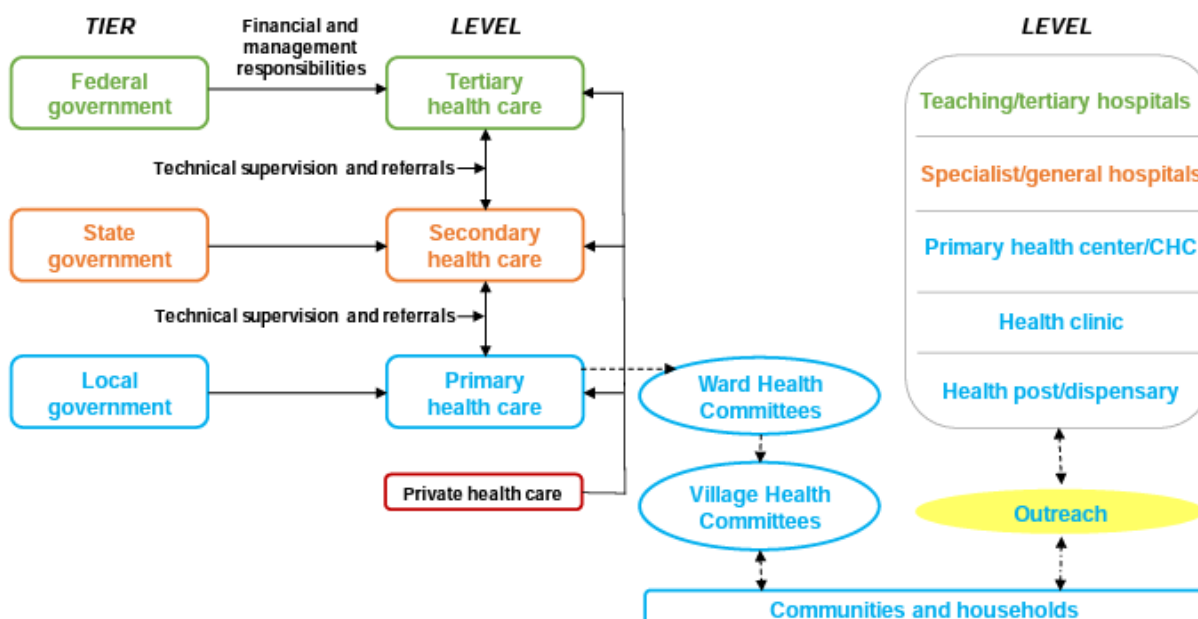 TIER
Financial and
management
responsibilities
LEVEL
LEVEL
Federal
government
Tertiary
health care
Teaching/tertiary hospitals
Technical supervision and referrals
Specialist/general hospitals
State
government
Secondary
health care
Primary health center/CHC
Technical supervision and referrals
Health clinic
Local
government
Primary
health care
Ward Health
Committees
Health post/dispensary
Private health care
Village Health
Committees
Outreach
Communities and households